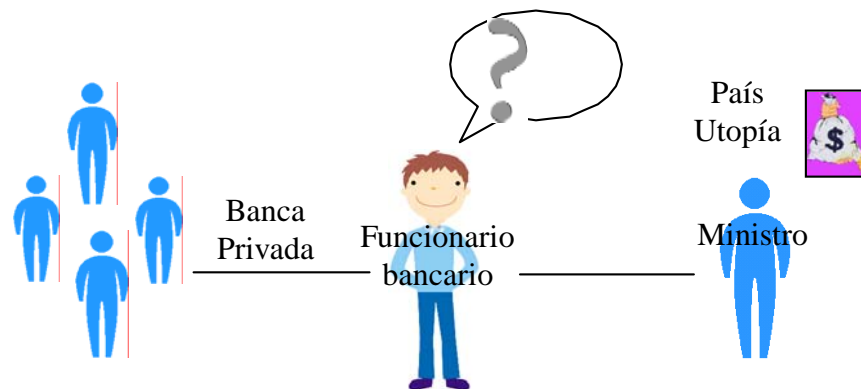 ?
País
Utopía
$
Banca
Privada
Funcionario
bancario
Ministro